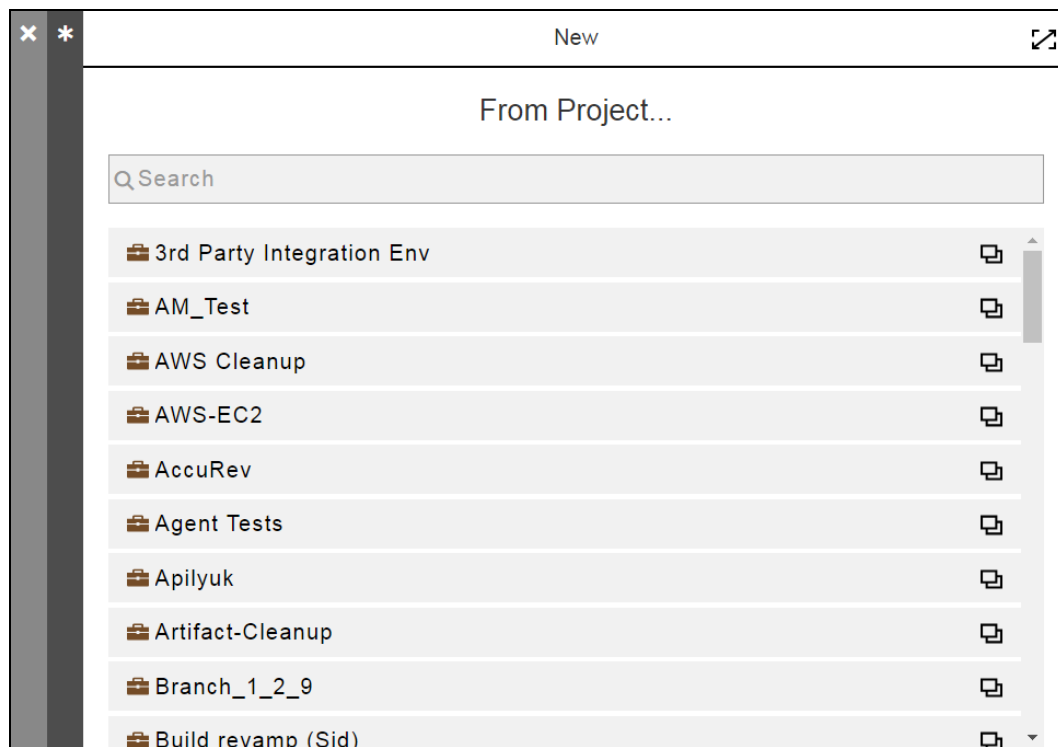 New
From Project...
Search
3rd Party Integration Env
AM_Test
AWS Cleanup
AWS-EC2
AccuRev
Agent Tests
Apilyuk
Artifact-Cleanup
Branch_1_2_9
Build revamp (Sid)